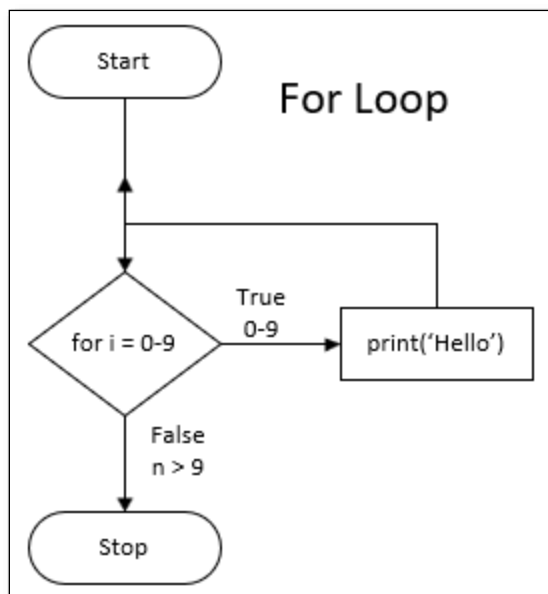 Start
For Loop
for i = 0-9
True
0-9
print(‘Hello’)
False
n > 9
Stop